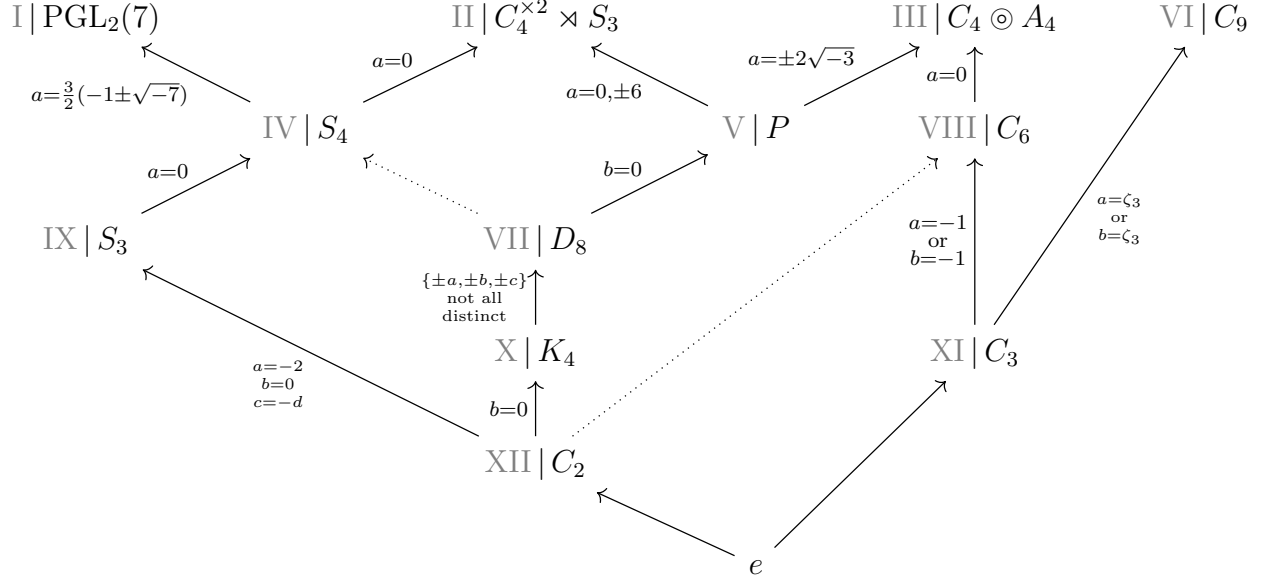 I | PGL₂(7)
II | C₄^{×2} ⋊ S₃
III | C₄ ⊚ A₄
VI | C₉
a=0
a=±2√−3
a=0
a=3/2(−1±√−7)
a=0,±6
IV | S₄
V | P
VIII | C₆
a=0
b=0
a=ζ₃
or
b=ζ₃
a=−1
or
b=−1
IX | S₃
VII | D₈
{±a,±b,±c}
not all
distinct
X | K₄
XI | C₃
a=−2
b=0
c=−d
b=0
XII | C₂
e